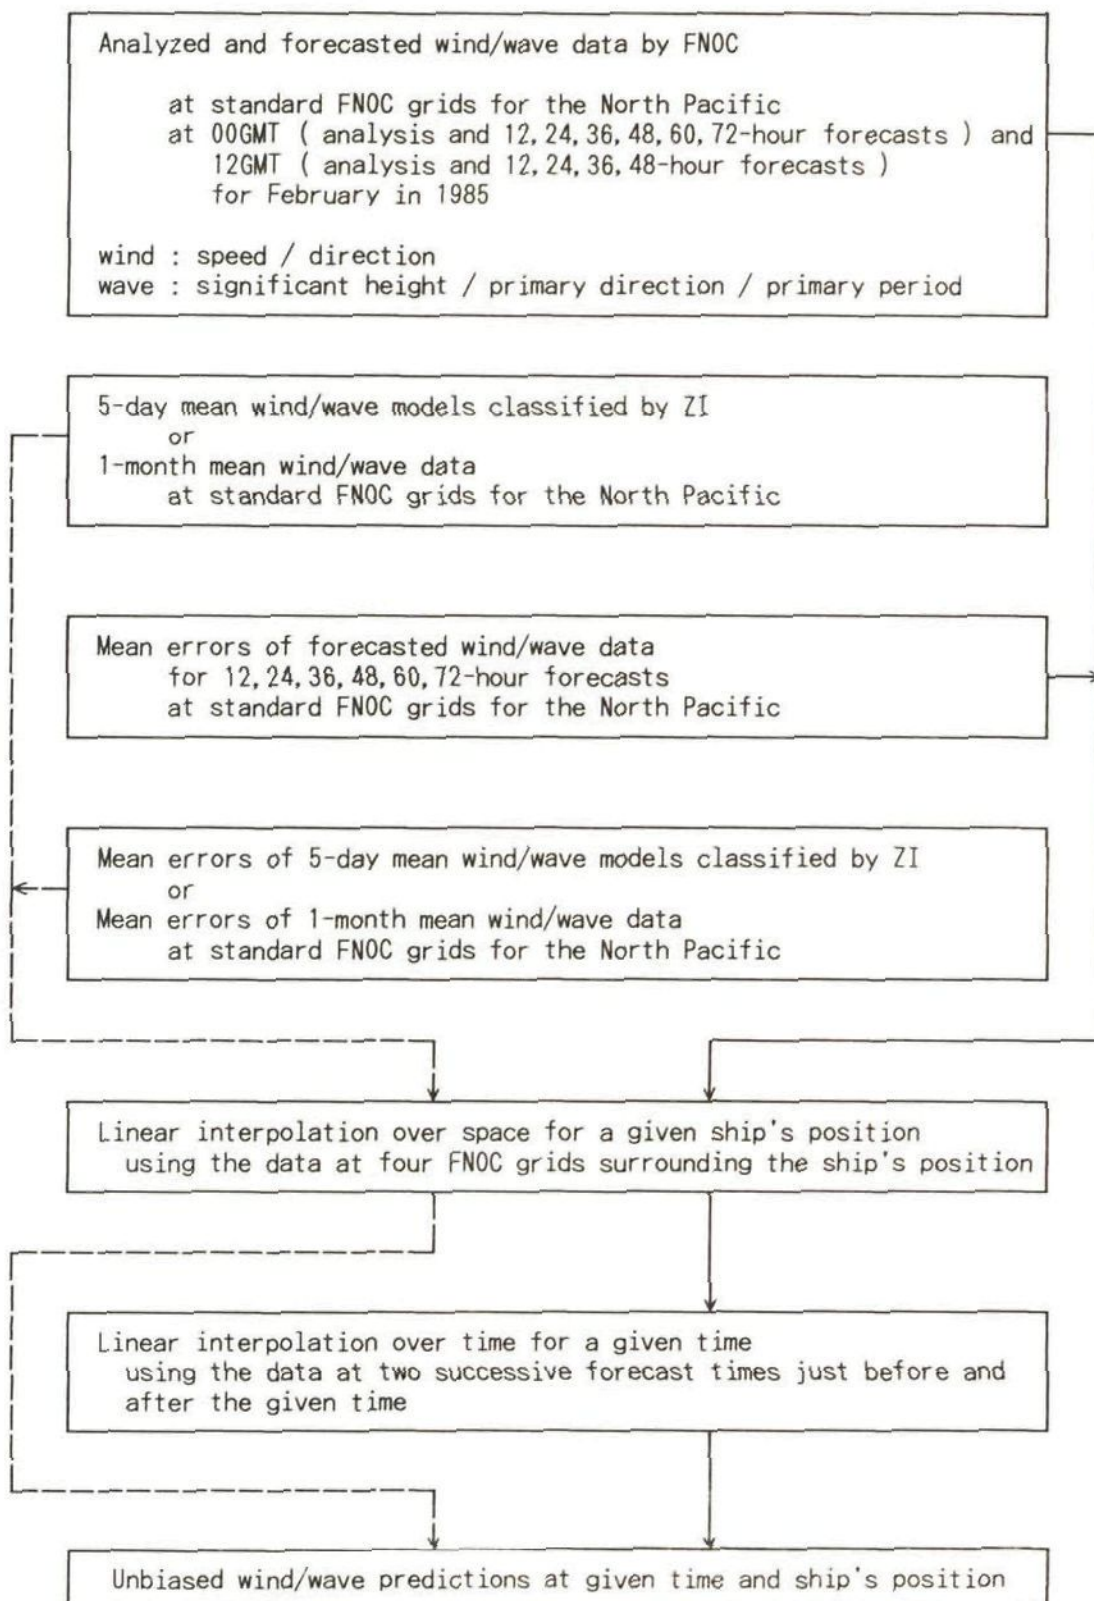 Analyzed and forecasted wind/wave data by FNOC
at standard FNOC grids for the North Pacific
at 00GMT ( analysis and 12,24,36,48,60,72-hour forecasts ) and
12GMT ( analysis and 12,24,36,48-hour forecasts )
for February in 1985
wind : speed / direction
wave : significant height / primary direction / primary period
5-day mean wind/wave models classified by ZI
or
1-month mean wind/wave data
at standard FNOC grids for the North Pacific
Mean errors of forecasted wind/wave data
for 12,24,36,48,60,72-hour forecasts
at standard FNOC grids for the North Pacific
Mean errors of 5-day mean wind/wave models classified by ZI
or
Mean errors of 1-month mean wind/wave data
at standard FNOC grids for the North Pacific
Linear interpolation over space for a given ship's position
using the data at four FNOC grids surrounding the ship's position
Linear interpolation over time for a given time
using the data at two successive forecast times just before and
after the given time
Unbiased wind/wave predictions at given time and ship's position